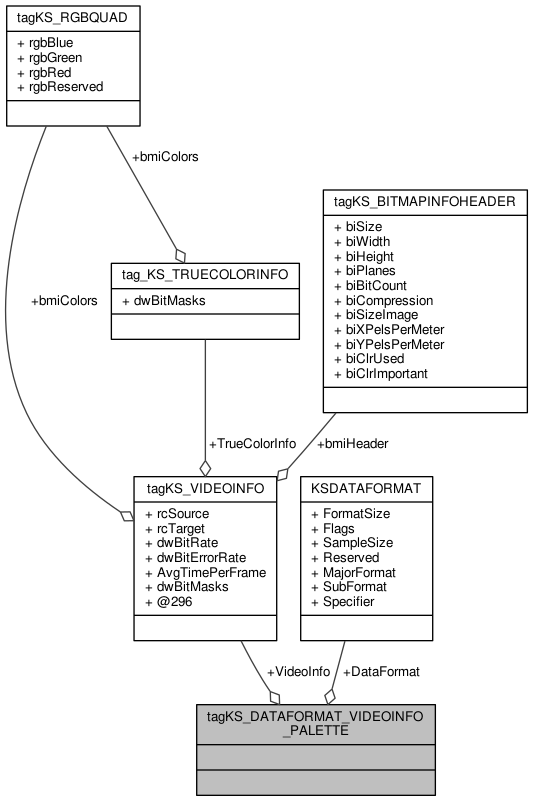 tagKS_RGBQUAD
+ rgbBlue
+ rgbGreen
+ rgbRed
+ rgbReserved
+bmiColors
tagKS_BITMAPINFOHEADER
+ biSize
+ biWidth
+ biHeight
+ biPlanes
+ biBitCount
+ biCompression
+ biSizeImage
+ biXPelsPerMeter
+ biYPelsPerMeter
+ biClrUsed
+ biClrImportant
tag_KS_TRUECOLORINFO
+ dwBitMasks
+bmiColors
+TrueColorInfo
+bmiHeader
tagKS_VIDEOINFO
+ rcSource
+ rcTarget
+ dwBitRate
+ dwBitErrorRate
+ AvgTimePerFrame
+ dwBitMasks
+ @296
KSDATAFORMAT
+ FormatSize
+ Flags
+ SampleSize
+ Reserved
+ MajorFormat
+ SubFormat
+ Specifier
+VideoInfo
+DataFormat
tagKS_DATAFORMAT_VIDEOINFO
_PALETTE